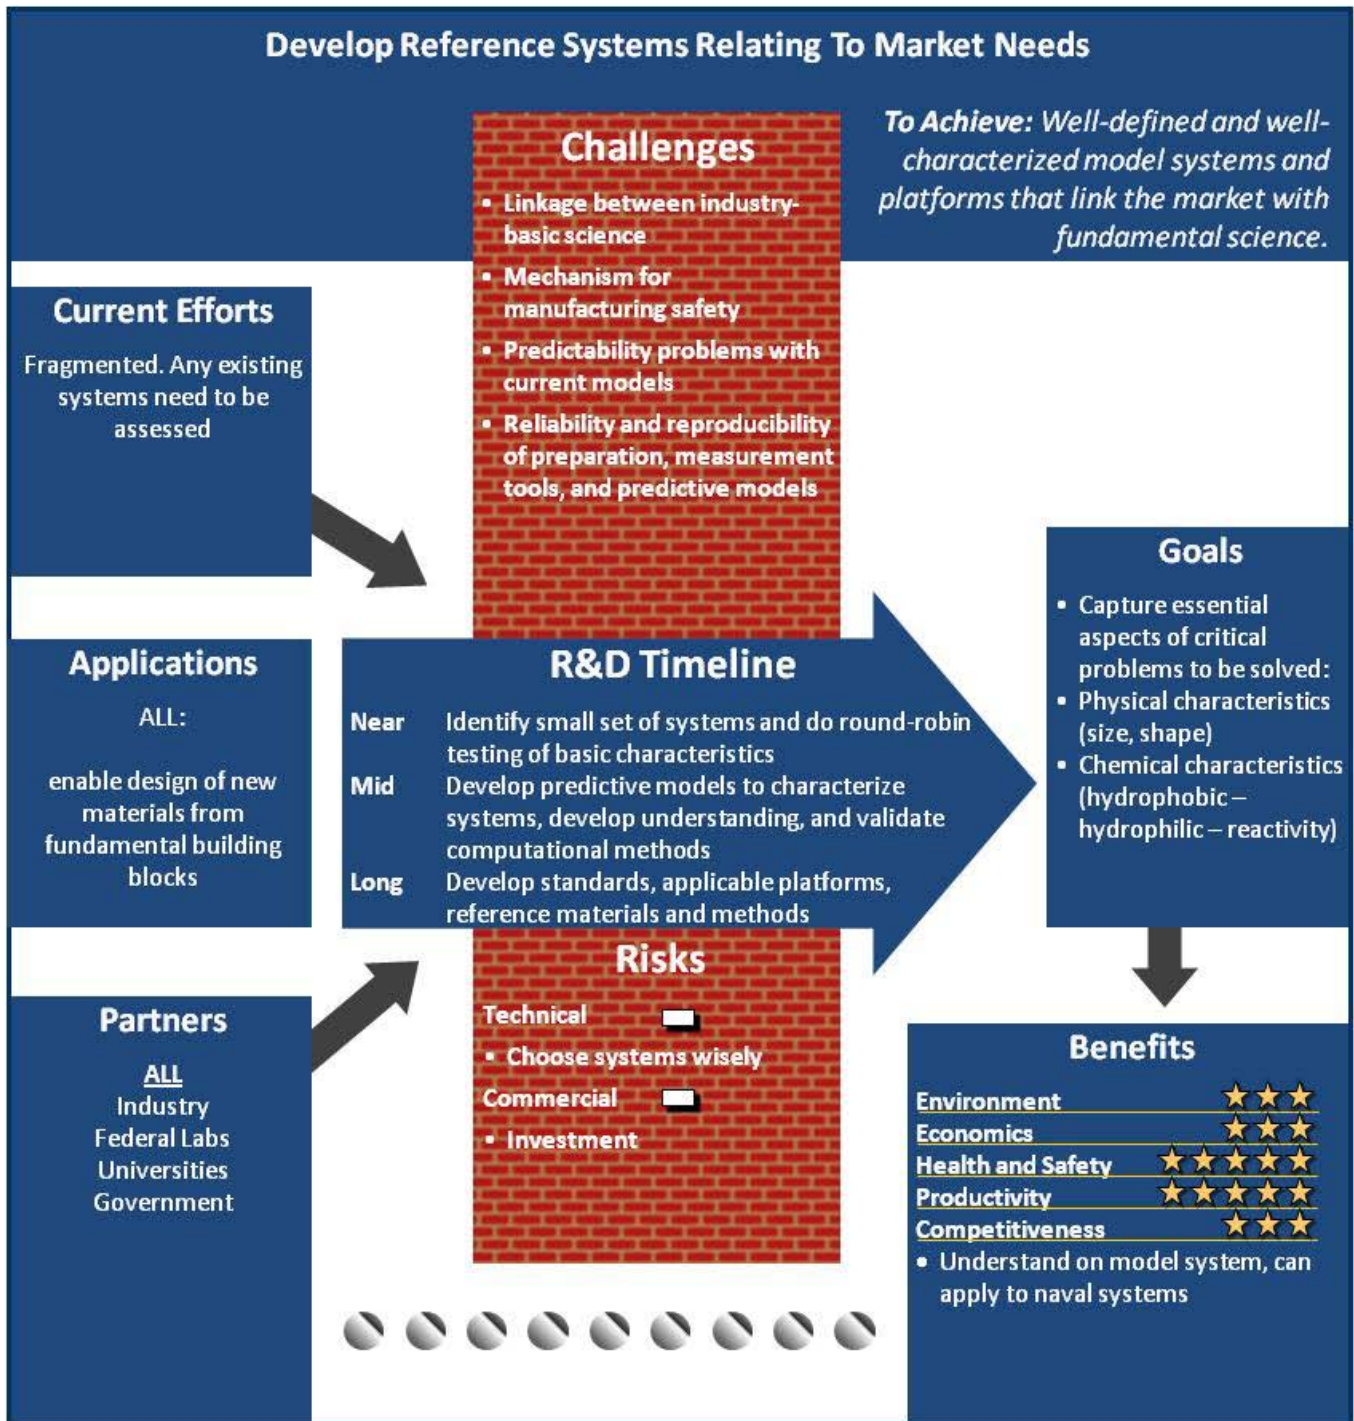 Develop Reference Systems Relating To Market Needs
To Achieve: Well-defined and well-
characterized model systems and
platforms that link the market with
fundamental science.
Challenges
• Linkage between industry-
basic science
• Mechanism for
manufacturing safety
• Predictability problems with
current models
• Reliability and reproducibility
of preparation, measurement
tools, and predictive models
Current Efforts
Fragmented. Any existing
systems need to be
assessed
Applications
ALL:
enable design of new
materials from
fundamental building
blocks
Partners
ALL
Industry
Federal Labs
Universities
Government
R&D Timeline
Near Identify small set of systems and do round-robin
testing of basic characteristics
Mid Develop predictive models to characterize
systems, develop understanding, and validate
computational methods
Long Develop standards, applicable platforms,
reference materials and methods
Risks
Technical
• Choose systems wisely
Commercial
• Investment
Goals
• Capture essential
aspects of critical
problems to be solved:
• Physical characteristics
(size, shape)
• Chemical characteristics
(hydrophobic –
hydrophilic – reactivity)
Benefits
Environment
Economics
Health and Safety
Productivity
Competitiveness
• Understand on model system, can
apply to naval systems